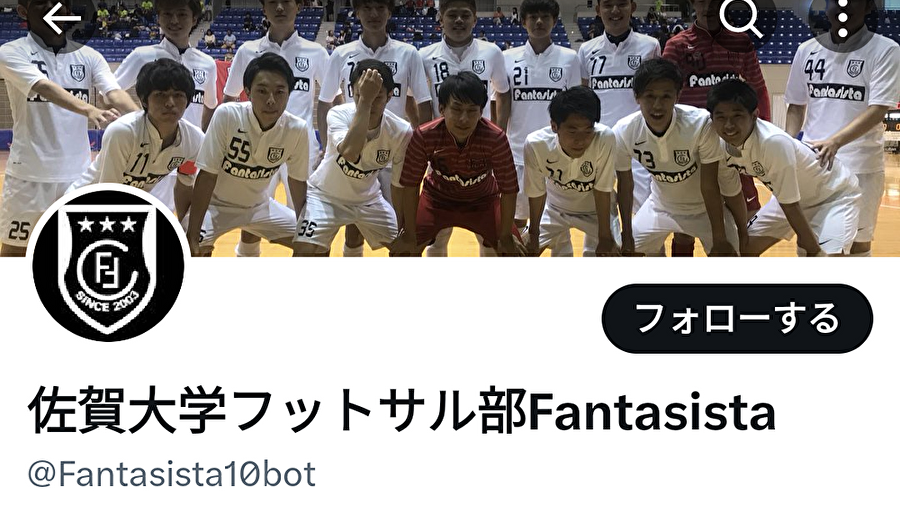 18
21
77
44
Fantasista
Fantasista
Fantasista
11
55
Fantasista
73
Fantasista
25
35
SINCE 2003
フォローする
佐賀大学フットサル部Fantasista
@Fantasista10bot